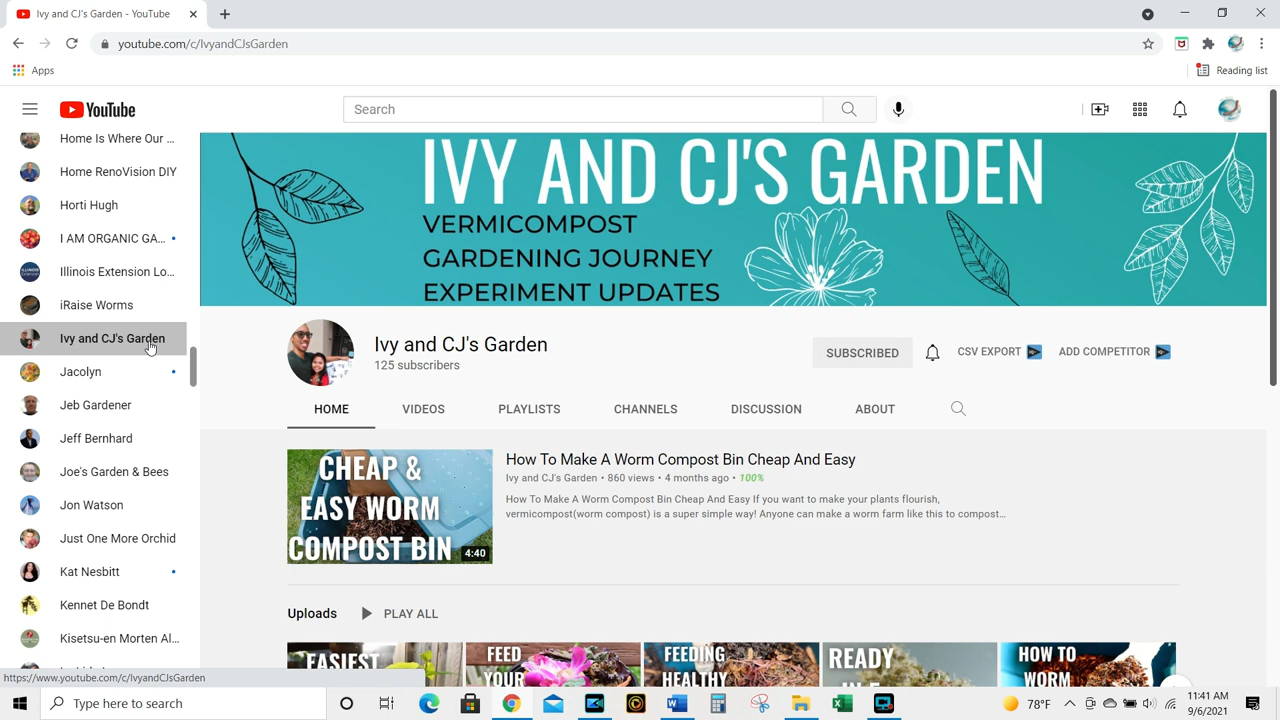 Ivy and CJ's Garden - YouTube
youtube.com/c/IvyandCJsGarden
Apps
Reading list
YouTube
Search
Home Is Where Our ...
Home RenoVision DIY
Horti Hugh
I AM ORGANIC GA...
Illinois Extension Lo...
iRaise Worms
Ivy and CJ's Garden
Jacolyn
Jeb Gardener
Jeff Bernhard
Joe's Garden & Bees
Jon Watson
Just One More Orchid
Kat Nesbitt
Kennet De Bondt
Kisetsu-en Morten Al...
IVY AND CJ'S GARDEN
VERMICOMPOST
GARDENING JOURNEY
EXPERIMENT UPDATES
Ivy and CJ's Garden
125 subscribers
SUBSCRIBED
CSV EXPORT
ADD COMPETITOR
HOME VIDEOS PLAYLISTS CHANNELS DISCUSSION ABOUT
CHEAP &
EASY WORM
COMPOST BIN
4:40
How To Make A Worm Compost Bin Cheap And Easy
Ivy and CJ's Garden • 860 views • 4 months ago • 100%
How To Make A Worm Compost Bin Cheap And Easy If you want to make your plants flourish,
vermicompost(worm compost) is a super simple way! Anyone can make a worm farm like this to compost...
Uploads PLAY ALL
EASIEST
FEED
YOUR
FEEDING
HEALTHY
READY
HOW TO
WORM
https://www.youtube.com/c/IvyandCJsGarden
Type here to search
78°F
11:41 AM
9/6/2021